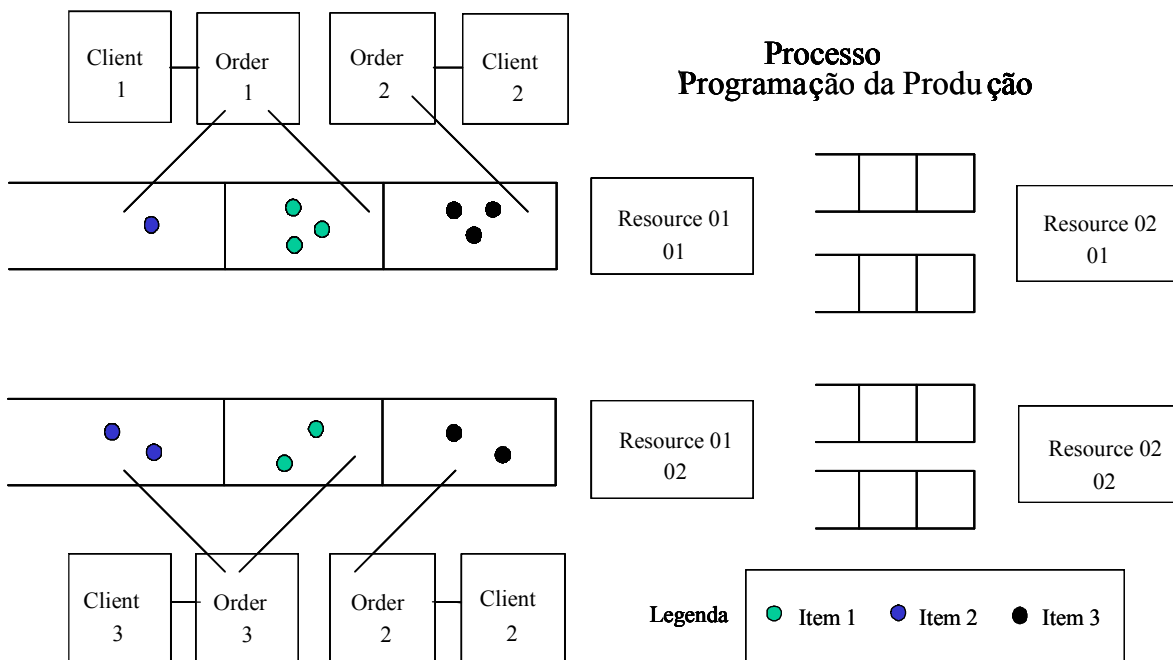 Processo
Programação da Produção
Client
1
Order
1
Order
2
Client
2
Resource 01
01
Resource 02
01
Resource 01
02
Resource 02
02
Client
3
Order
3
Order
2
Client
2
Legenda
Item 1
Item 2
Item 3